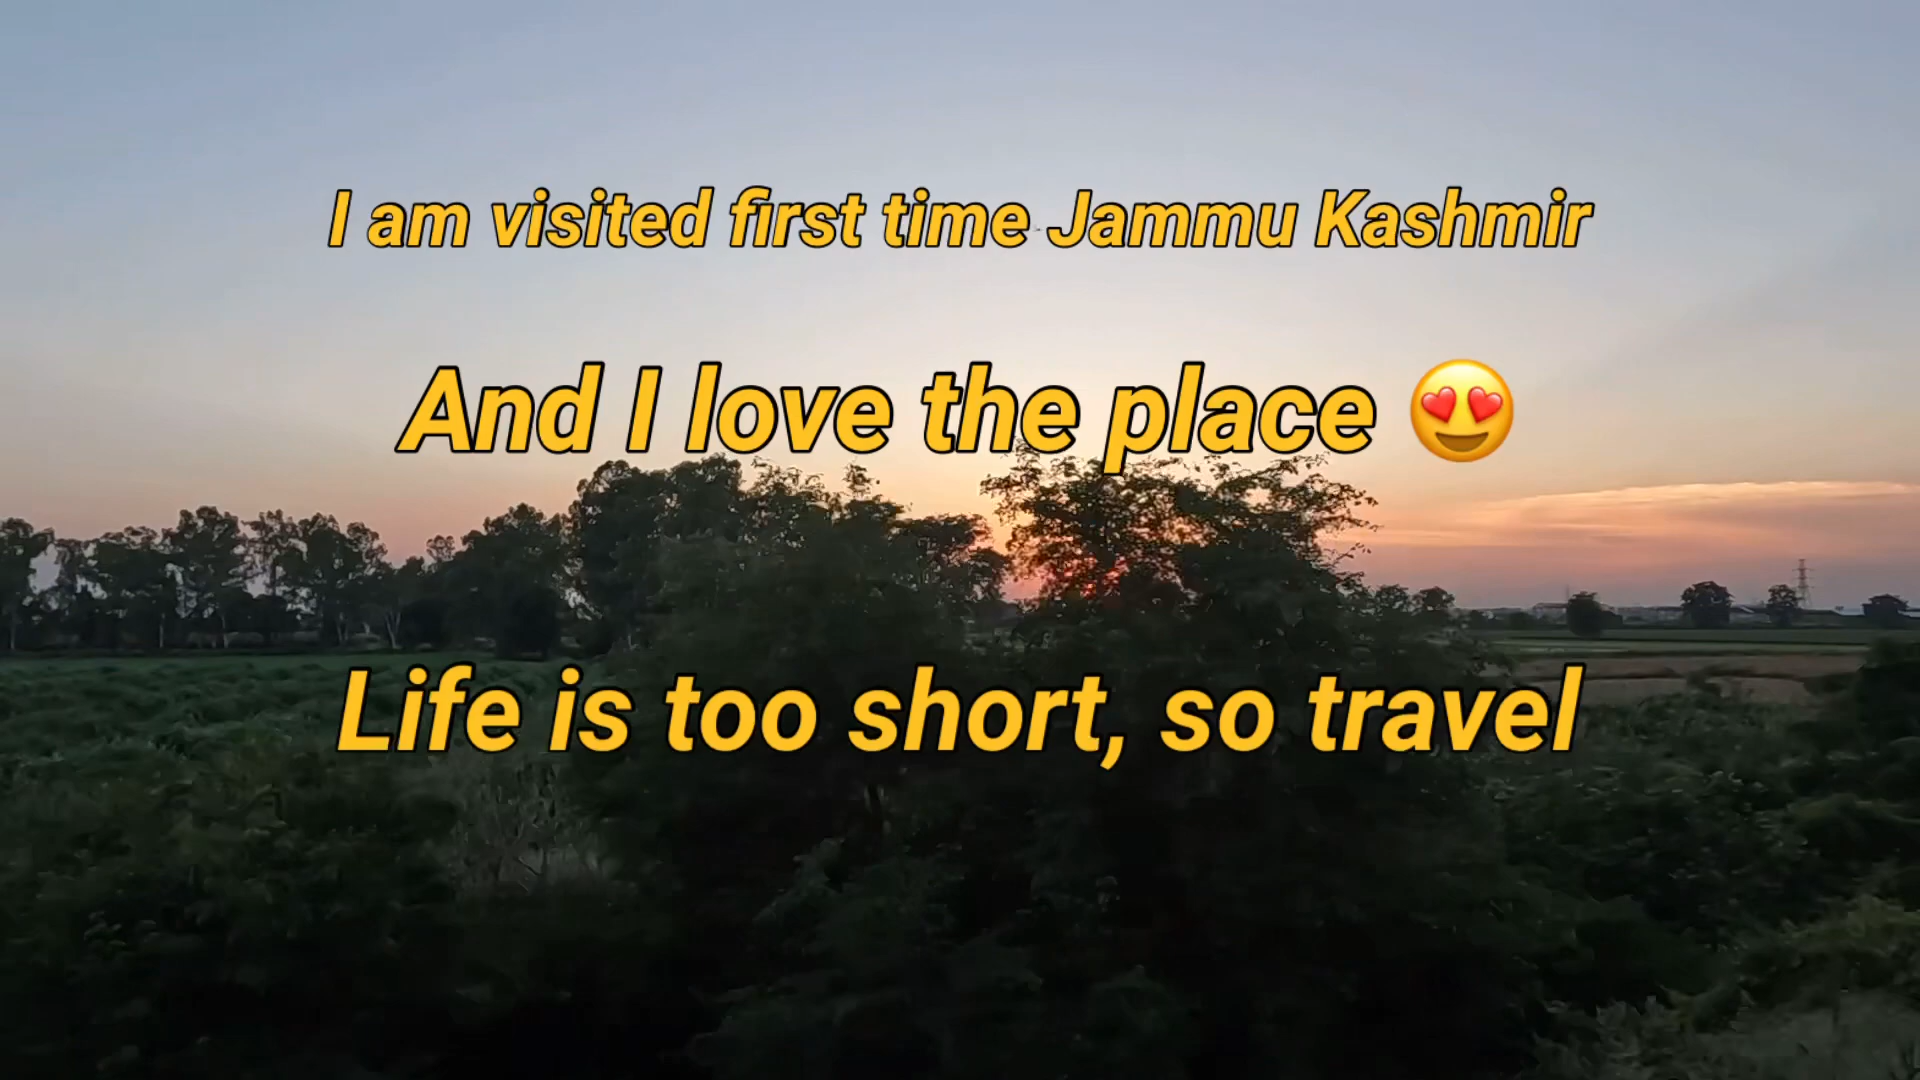 I am visited first time Jammu Kashmir
And I love the place 😍
Life is too short, so travel